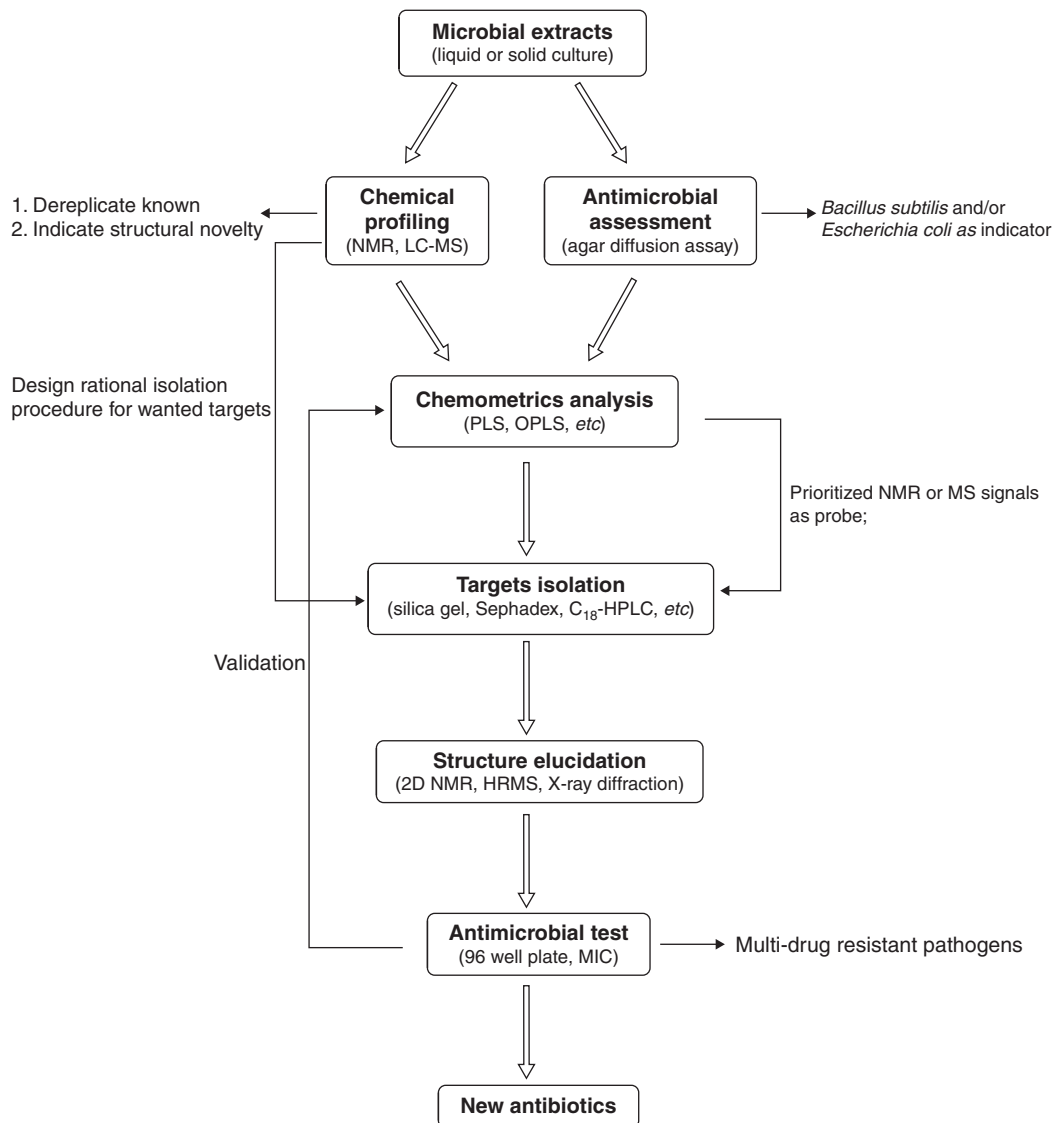 Microbial extracts
(liquid or solid culture)
Chemical
profiling
(NMR, LC-MS)
Antimicrobial
assessment
(agar diffusion assay)
1. Dereplicate known
2. Indicate structural novelty
Bacillus subtilis and/or
Escherichia coli as indicator
Design rational isolation
procedure for wanted targets
Chemometrics analysis
(PLS, OPLS, etc)
Prioritized NMR or MS signals
as probe;
Targets isolation
(silica gel, Sephadex, C18-HPLC, etc)
Validation
Structure elucidation
(2D NMR, HRMS, X-ray diffraction)
Antimicrobial test
(96 well plate, MIC)
Multi-drug resistant pathogens
New antibiotics